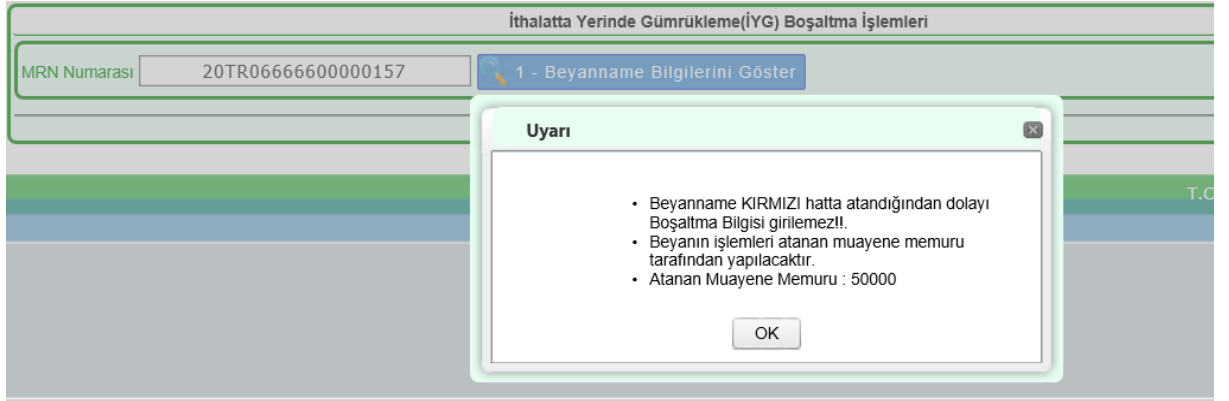 İthalatta Yerinde Gümrükleme(İYG) Boşaltma İşlemleri
MRN Numarası 20TR06666600000157 1 - Beyanname Bilgilerini Göster
Uyarı
• Beyanname KIRMIZI hatta atandığından dolayı
Boşaltma Bilgisi girilemez!!.
• Beyanın işlemleri atanan muayene memuru
tarafından yapılacaktır.
• Atanan Muayene Memuru : 50000
OK
T.C